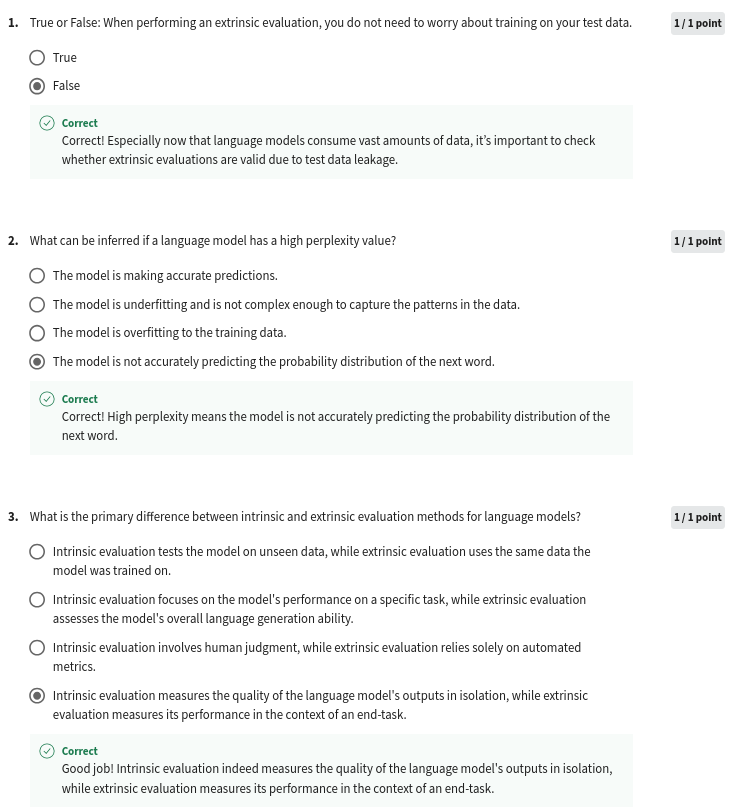 1. True or False: When performing an extrinsic evaluation, you do not need to worry about training on your test data. 1 / 1 point
True
False
Correct
Correct! Especially now that language models consume vast amounts of data, it’s important to check
whether extrinsic evaluations are valid due to test data leakage.
2. What can be inferred if a language model has a high perplexity value? 1 / 1 point
The model is making accurate predictions.
The model is underfitting and is not complex enough to capture the patterns in the data.
The model is overfitting to the training data.
The model is not accurately predicting the probability distribution of the next word.
Correct
Correct! High perplexity means the model is not accurately predicting the probability distribution of the
next word.
3. What is the primary difference between intrinsic and extrinsic evaluation methods for language models? 1 / 1 point
Intrinsic evaluation tests the model on unseen data, while extrinsic evaluation uses the same data the
model was trained on.
Intrinsic evaluation focuses on the model's performance on a specific task, while extrinsic evaluation
assesses the model's overall language generation ability.
Intrinsic evaluation involves human judgment, while extrinsic evaluation relies solely on automated
metrics.
Intrinsic evaluation measures the quality of the language model's outputs in isolation, while extrinsic
evaluation measures its performance in the context of an end-task.
Correct
Good job! Intrinsic evaluation indeed measures the quality of the language model's outputs in isolation,
while extrinsic evaluation measures its performance in the context of an end-task.